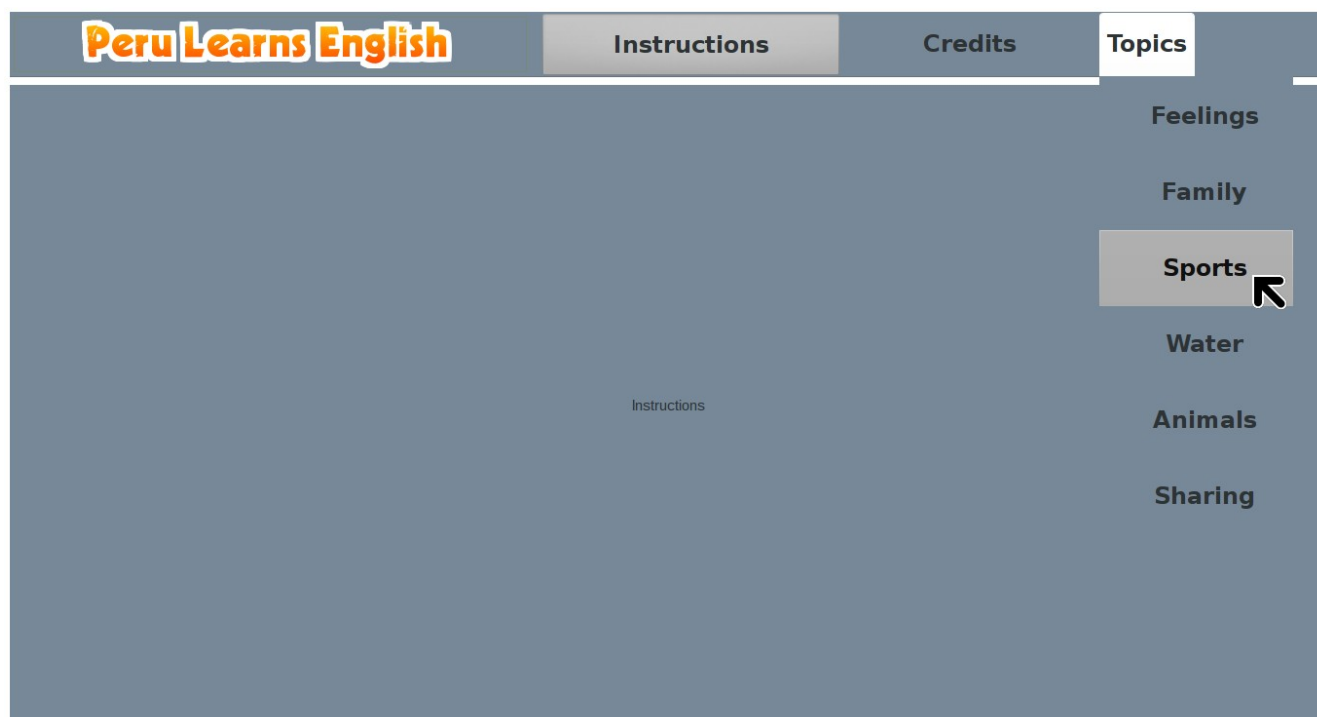 Peru Learns English
Instructions
Credits
Topics
Feelings
Family
Sports
Water
Instructions
Animals
Sharing